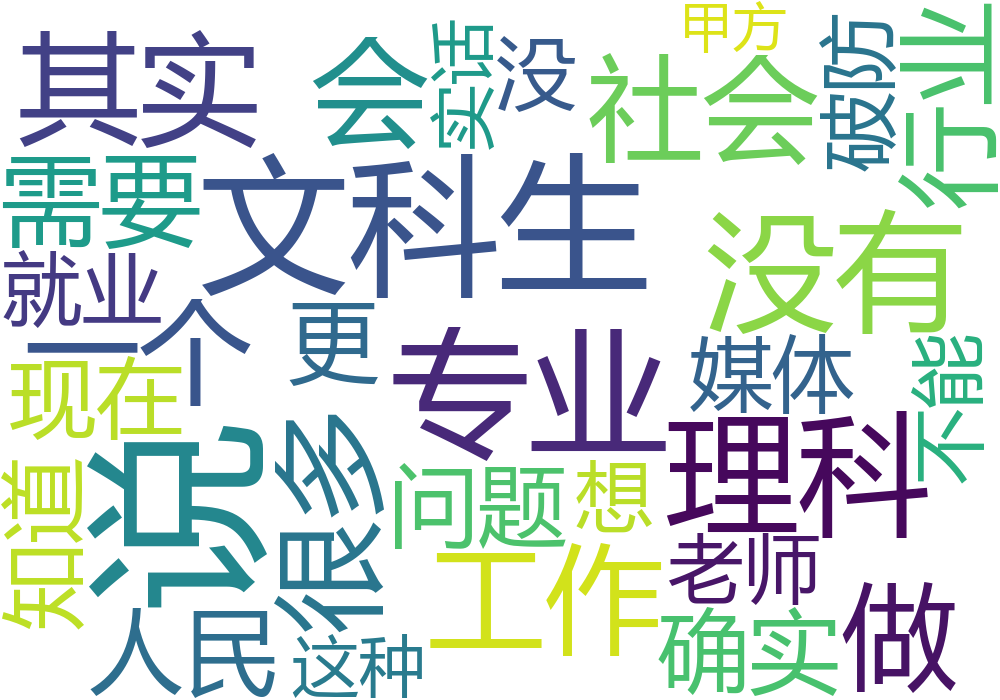 其实
会
实话
没
社会
甲方
破防
行业
需要
文科生
没有
就业
一个
更
专业
媒体
不能
现在
说
很多
理科
知道
问题
想
工作
老师
人民
这种
确实
做